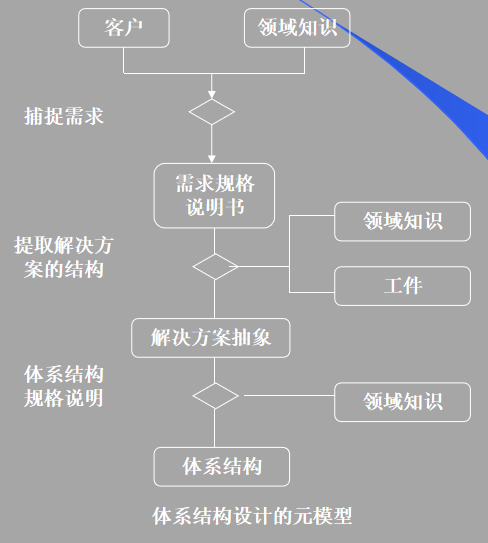 客户
领域知识
捕捉需求
需求规格
说明书
提取解决方
案的结构
领域知识
工件
解决方案抽象
体系结构
规格说明
领域知识
体系结构
体系结构设计的元模型